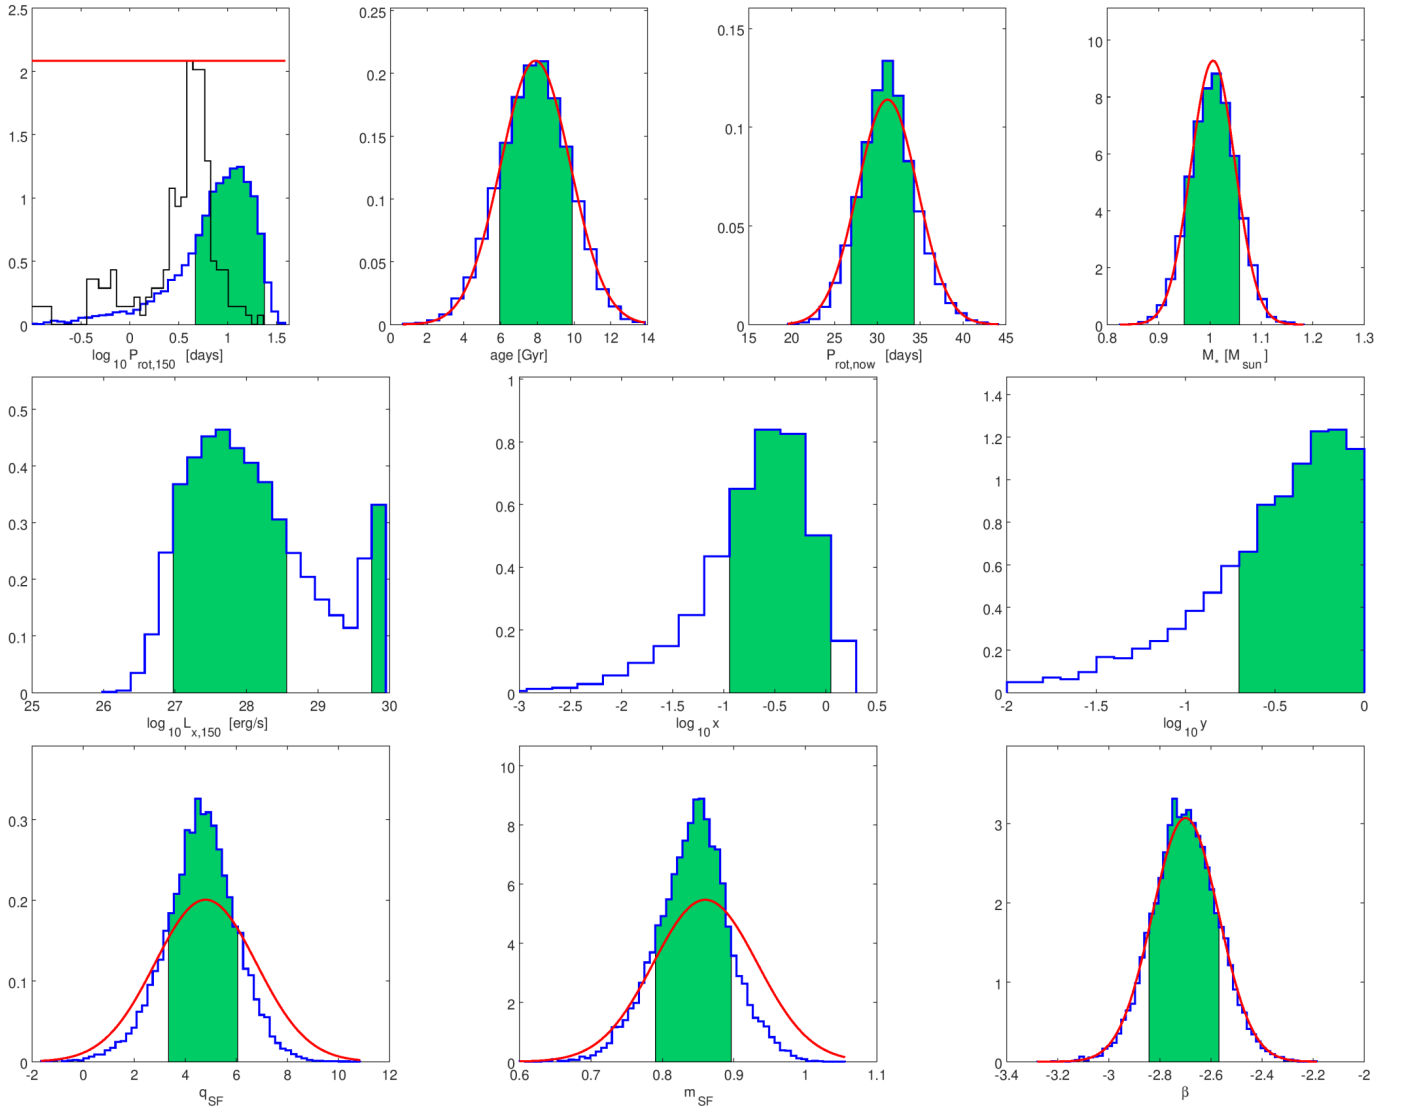 2.5
2
1.5
1
0.5
0
-0.5 0 0.5 1 1.5
log10 Prot,150 [days]
0.25
0.2
0.15
0.1
0.05
0
0 2 4 6 8 10 12 14
age [Gyr]
0.15
0.1
0.05
0
15 20 25 30 35 40 45
Prot,now [days]
10
8
6
4
2
0
0.8 0.9 1 1.1 1.2 1.3
M* [Msun]
0.5
0.4
0.3
0.2
0.1
0
25 26 27 28 29 30
log10 Lx,150 [erg/s]
1
0.8
0.6
0.4
0.2
0
-3 -2.5 -2 -1.5 -1 -0.5 0 0.5
log10 x
1.4
1.2
1
0.8
0.6
0.4
0.2
0
-2 -1.5 -1 -0.5 0
log10 y
0.3
0.2
0.1
0
-2 0 2 4 6 8 10 12
qSF
10
8
6
4
2
0
0.6 0.7 0.8 0.9 1 1.1
mSF
3
2
1
0
-3.4 -3.2 -3 -2.8 -2.6 -2.4 -2.2 -2
β